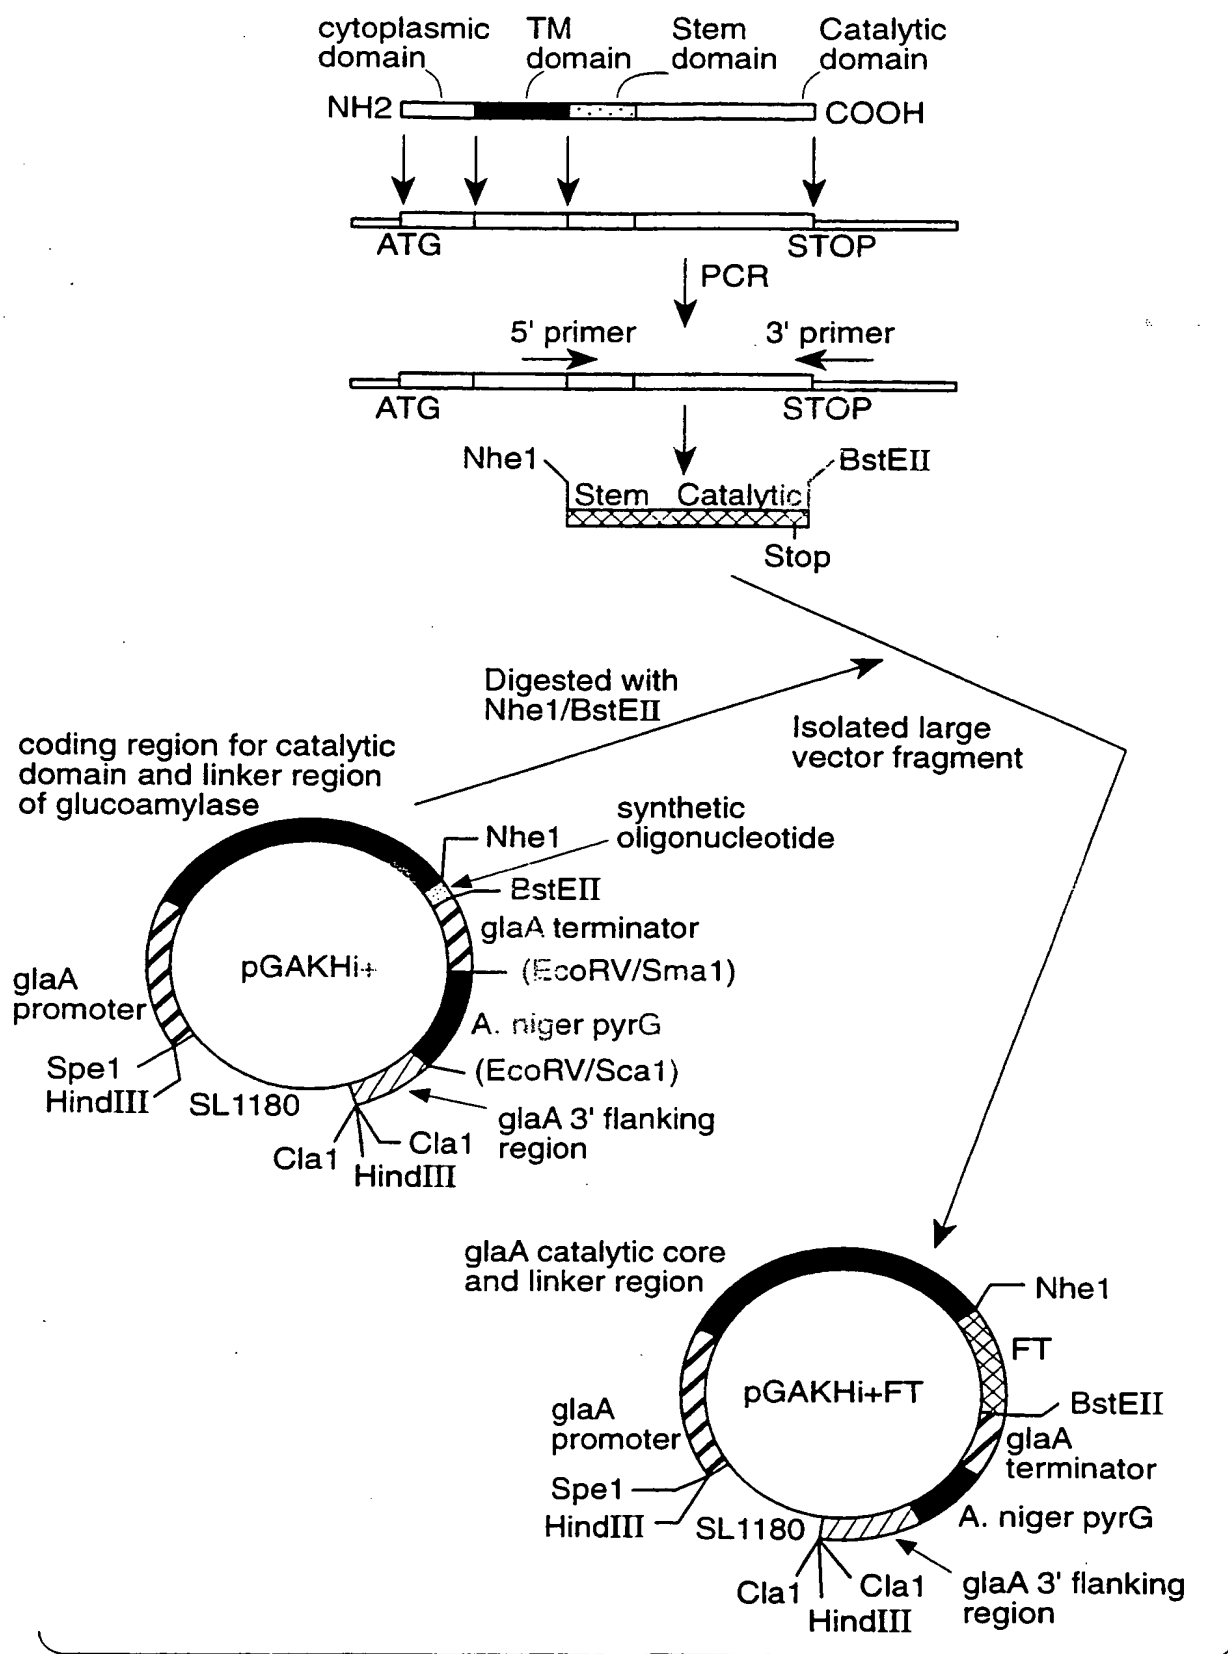 cytoplasmic
domain
TM
domain
Stem
domain
Catalytic
domain
NH2
COOH
ATG
STOP
PCR
5' primer
3' primer
ATG
STOP
Nhe1
BstEII
Stem
Catalytic
Stop
Digested with
Nhe1/BstEII
Isolated large
vector fragment
coding region for catalytic
domain and linker region
of glucoamylase
synthetic
oligonucleotide
Nhe1
BstEII
glaA terminator
pGAKHi+
(EcoRV/Sma1)
glaA
promoter
A. niger pyrG
Spe1
(EcoRV/Sca1)
HindIII
SL1180
glaA 3' flanking
region
Cla1
Cla1
HindIII
glaA catalytic core
and linker region
Nhe1
FT
pGAKHi+FT
BstEII
glaA
promoter
glaA
terminator
Spe1
HindIII
SL1180
A. niger pyrG
Cla1
Cla1
HindIII
glaA 3' flanking
region